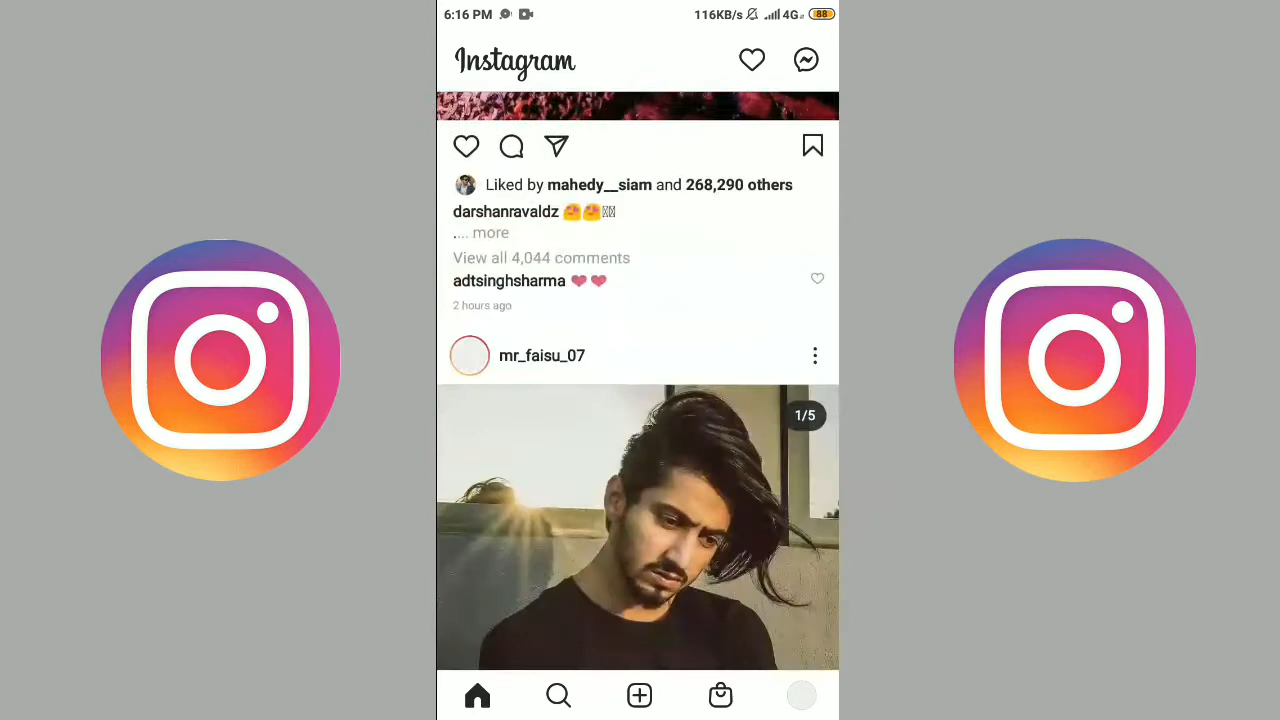 6:16 PM 116KB/s 4G 88
Instagram
Liked by mahedy__siam and 268,290 others
darshanravaldz 😍😍
.... more
View all 4,044 comments
adtsinghsharma ❤❤
2 hours ago
mr_faisu_07
1/5